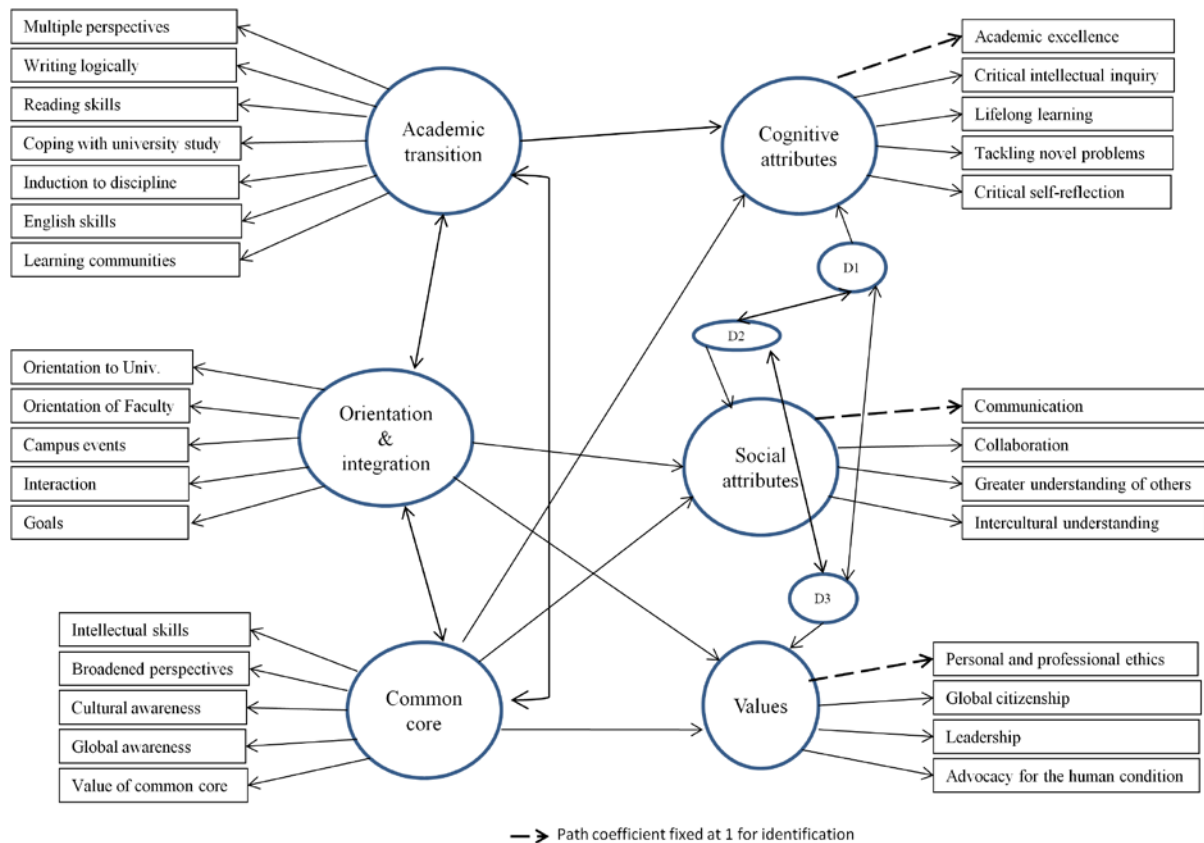 Multiple perspectives
Writing logically
Reading skills
Coping with university study
Induction to discipline
English skills
Learning communities
Academic
transition
Cognitive
attributes
Academic excellence
Critical intellectual inquiry
Lifelong learning
Tackling novel problems
Critical self-reflection
D1
D2
Orientation to Univ.
Orientation of Faculty
Campus events
Interaction
Goals
Orientation
&
integration
Social
attributes
Communication
Collaboration
Greater understanding of others
Intercultural understanding
D3
Intellectual skills
Broadened perspectives
Cultural awareness
Global awareness
Value of common core
Common
core
Values
Personal and professional ethics
Global citizenship
Leadership
Advocacy for the human condition
Path coefficient fixed at 1 for identification